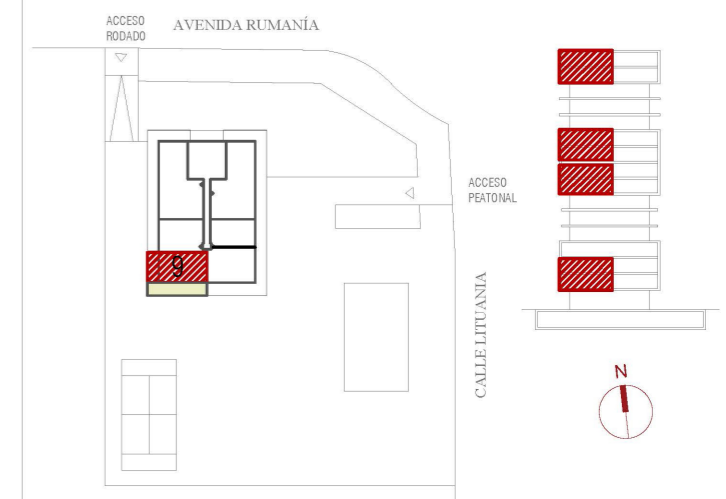 ACCESO
RODADO
AVENIDA RUMANÍA
ACCESO
PEATONAL
9
CALLE LITUANIA
N